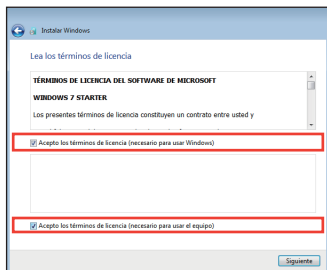 Instalar Windows
Lea los términos de licencia
TÉRMINOS DE LICENCIA DEL SOFTWARE DE MICROSOFT
WINDOWS 7 STARTER
Los presentes términos de licencia constituyen un contrato entre usted y
Acepto los términos de licencia (necesario para usar Windows)
Acepto los términos de licencia (necesario para usar el equipo)
Siguiente